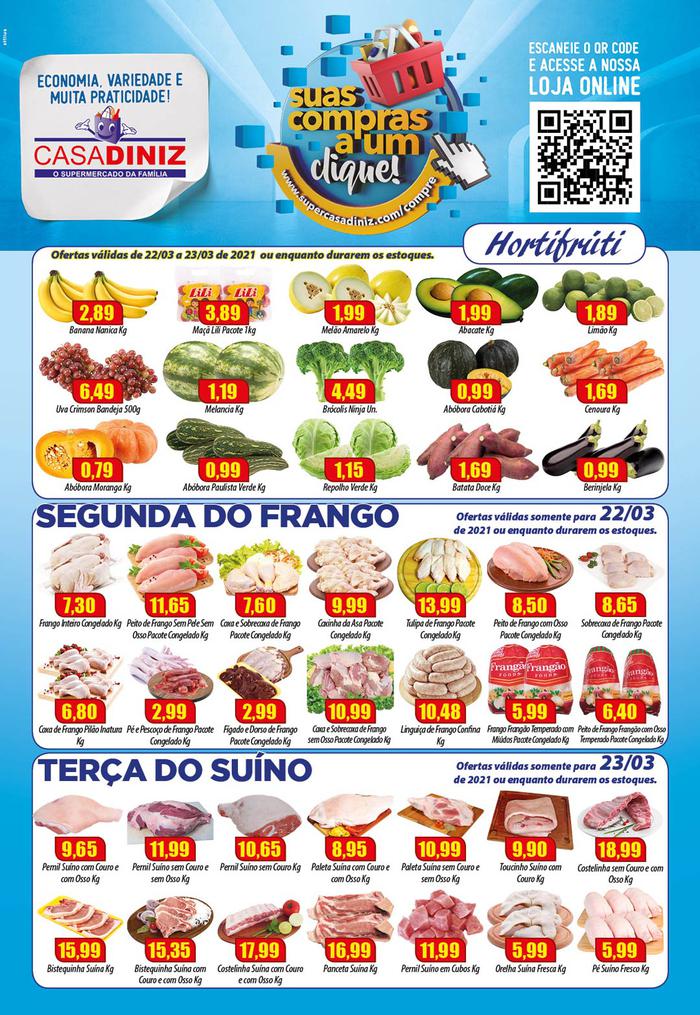 ECONOMIA, VARIEDADE E
MUITA PRATICIDADE!
CASADINIZ
O SUPERMERCADO DA FAMÍLIA
suas
compras
a um
clique!
www.supercasadiniz.com/compre
ESCANEIE O QR CODE
E ACESSE A NOSSA
LOJA ONLINE
Hortifrúti
Ofertas válidas de 22/03 a 23/03 de 2021 ou enquanto durarem os estoques.
2,89
Banana Nanica Kg
3,89
Maçã Lili Pacote 1kg
1,99
Melão Amarelo Kg
1,99
Abacate Kg
1,89
Limão Kg
6,49
Uva Crimson Bandeja 500g
1,19
Melancia Kg
4,49
Brócolis Ninja Un.
0,99
Abóbora Cabotiá Kg
1,69
Cenoura Kg
0,79
Abóbora Moranga Kg
0,99
Abóbora Paulista Verde Kg
1,15
Repolho Verde Kg
1,69
Batata Doce Kg
0,99
Berinjela Kg
SEGUNDA DO FRANGO
Ofertas válidas somente para 22/03
de 2021 ou enquanto durarem os estoques.
7,30
Frango Inteiro Congelado Kg
11,65
Peito de Frango Sem Pele Sem
Osso Pacote Congelado Kg
7,60
Coxa e Sobrecoxa de Frango
Pacote Congelado Kg
9,99
Coxinha da Asa Pacote
Congelado Kg
13,99
Tulipa de Frango Pacote
Congelado Kg
8,50
Peito de Frango com Osso
Pacote Congelado Kg
8,65
Sobrecoxa de Frango Pacote
Congelado Kg
6,80
Coxa de Frango Pilão Inatura
Kg
2,99
Pé e Pescoço de Frango Pacote
Congelado Kg
2,99
Fígado e Dorso de Frango
Pacote Congelado Kg
10,99
Coxa e Sobrecoxa de Frango
sem Osso Pacote Congelado Kg
10,48
Linguiça de Frango Confina
Kg
Frangão
FOODS
5,99
Frango Frangão Temperado com
Miúdos Pacote Congelado Kg
Frangão
FOODS
6,40
Peito de Frango Frangão com Osso
Temperado Pacote Congelado Kg
TERÇA DO SUÍNO
Ofertas válidas somente para 23/03
de 2021 ou enquanto durarem os estoques.
9,65
Pernil Suíno com Couro e
com Osso Kg
11,99
Pernil Suíno sem Couro e
sem Osso Kg
10,65
Pernil Suíno sem Couro e
com Osso Kg
8,95
Paleta Suína com Couro e
com Osso Kg
10,99
Paleta Suína sem Couro e
sem Osso Kg
9,90
Toucinho Suíno com
Couro Kg
18,99
Costelinha sem Couro e com
Osso Kg
15,99
Bistequinha Suína Kg
15,35
Bistequinha Suína com
Couro e com Osso Kg
17,99
Costelinha Suína com Couro
e com Osso Kg
16,99
Panceta Suína Kg
11,99
Pernil Suíno em Cubos Kg
5,99
Orelha Suína Fresca Kg
5,99
Pé Suíno Fresco Kg